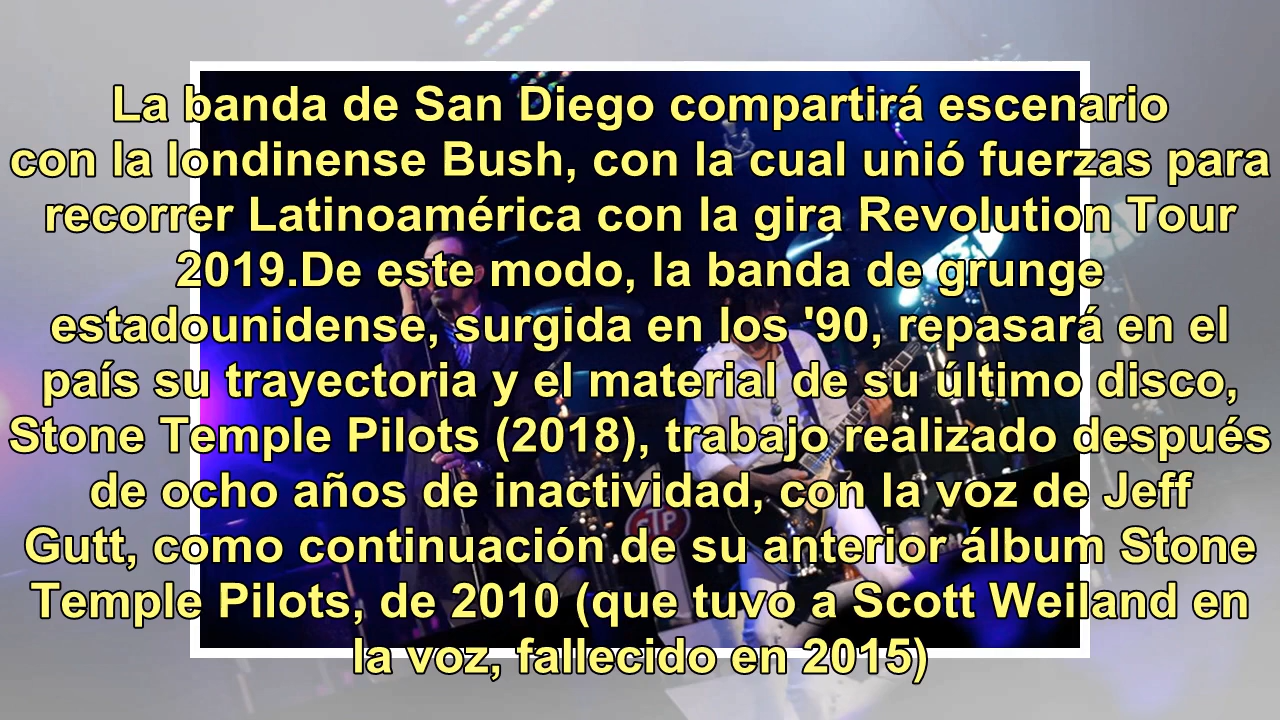 La banda de San Diego compartirá escenario
con la londinense Bush, con la cual unió fuerzas para
recorrer Latinoamérica con la gira Revolution Tour
2019.De este modo, la banda de grunge
estadounidense, surgida en los '90, repasará en el
país su trayectoria y el material de su último disco,
Stone Temple Pilots (2018), trabajo realizado después
de ocho años de inactividad, con la voz de Jeff
Gutt, como continuación de su anterior álbum Stone
Temple Pilots, de 2010 (que tuvo a Scott Weiland en
la voz, fallecido en 2015)
STP